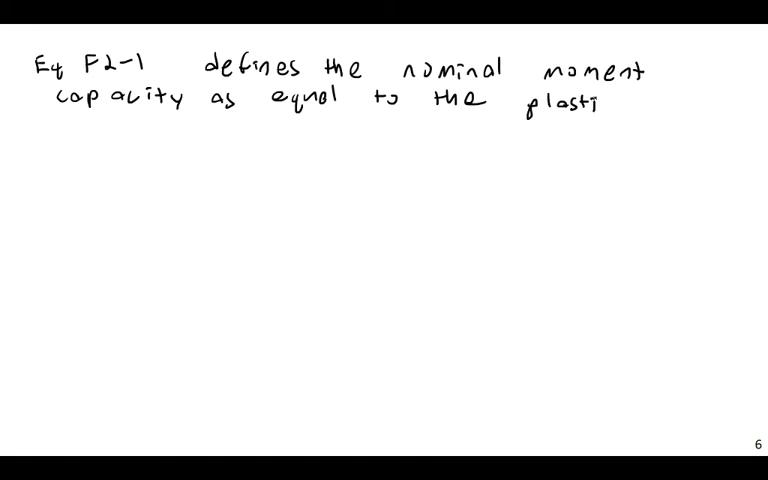 Eq F2-1 defines the nominal moment
capacity as equal to the plasti
6